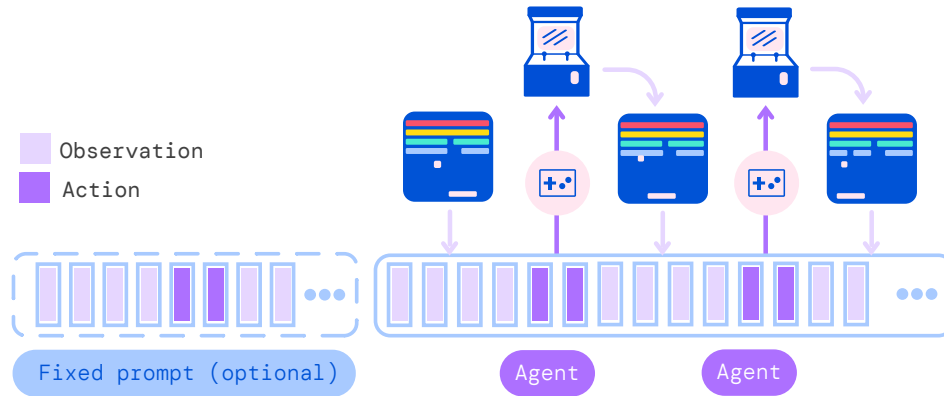 Observation
Action
Fixed prompt (optional)
Agent
Agent